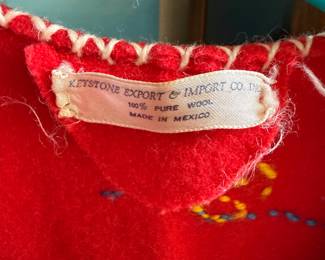 KEYSTONE EXPORT & IMPORT CO.
100% PURE WOOL
MADE IN MEXICO